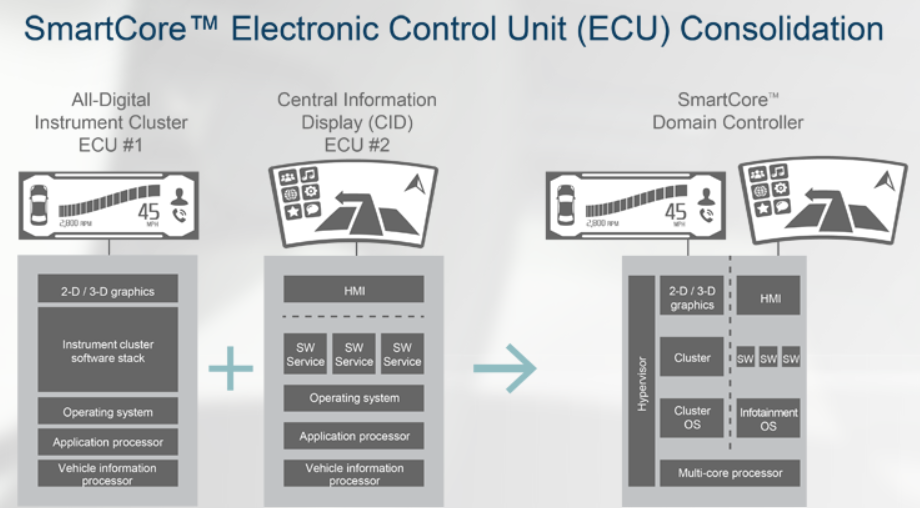 SmartCore™ Electronic Control Unit (ECU) Consolidation
All-Digital
Instrument Cluster
ECU #1
45
2,800 RPM
MPH
2-D / 3-D graphics
Instrument cluster
software stack
Operating system
Application processor
Vehicle information
processor
Central Information
Display (CID)
ECU #2
HMI
SW
Service
SW
Service
SW
Service
Operating system
Application processor
Vehicle information
processor
SmartCore™
Domain Controller
45
2,800 RPM
MPH
Hypervisor
2-D / 3-D
graphics
HMI
Cluster
SW SW SW
Cluster
OS
Infotainment
OS
Multi-core processor